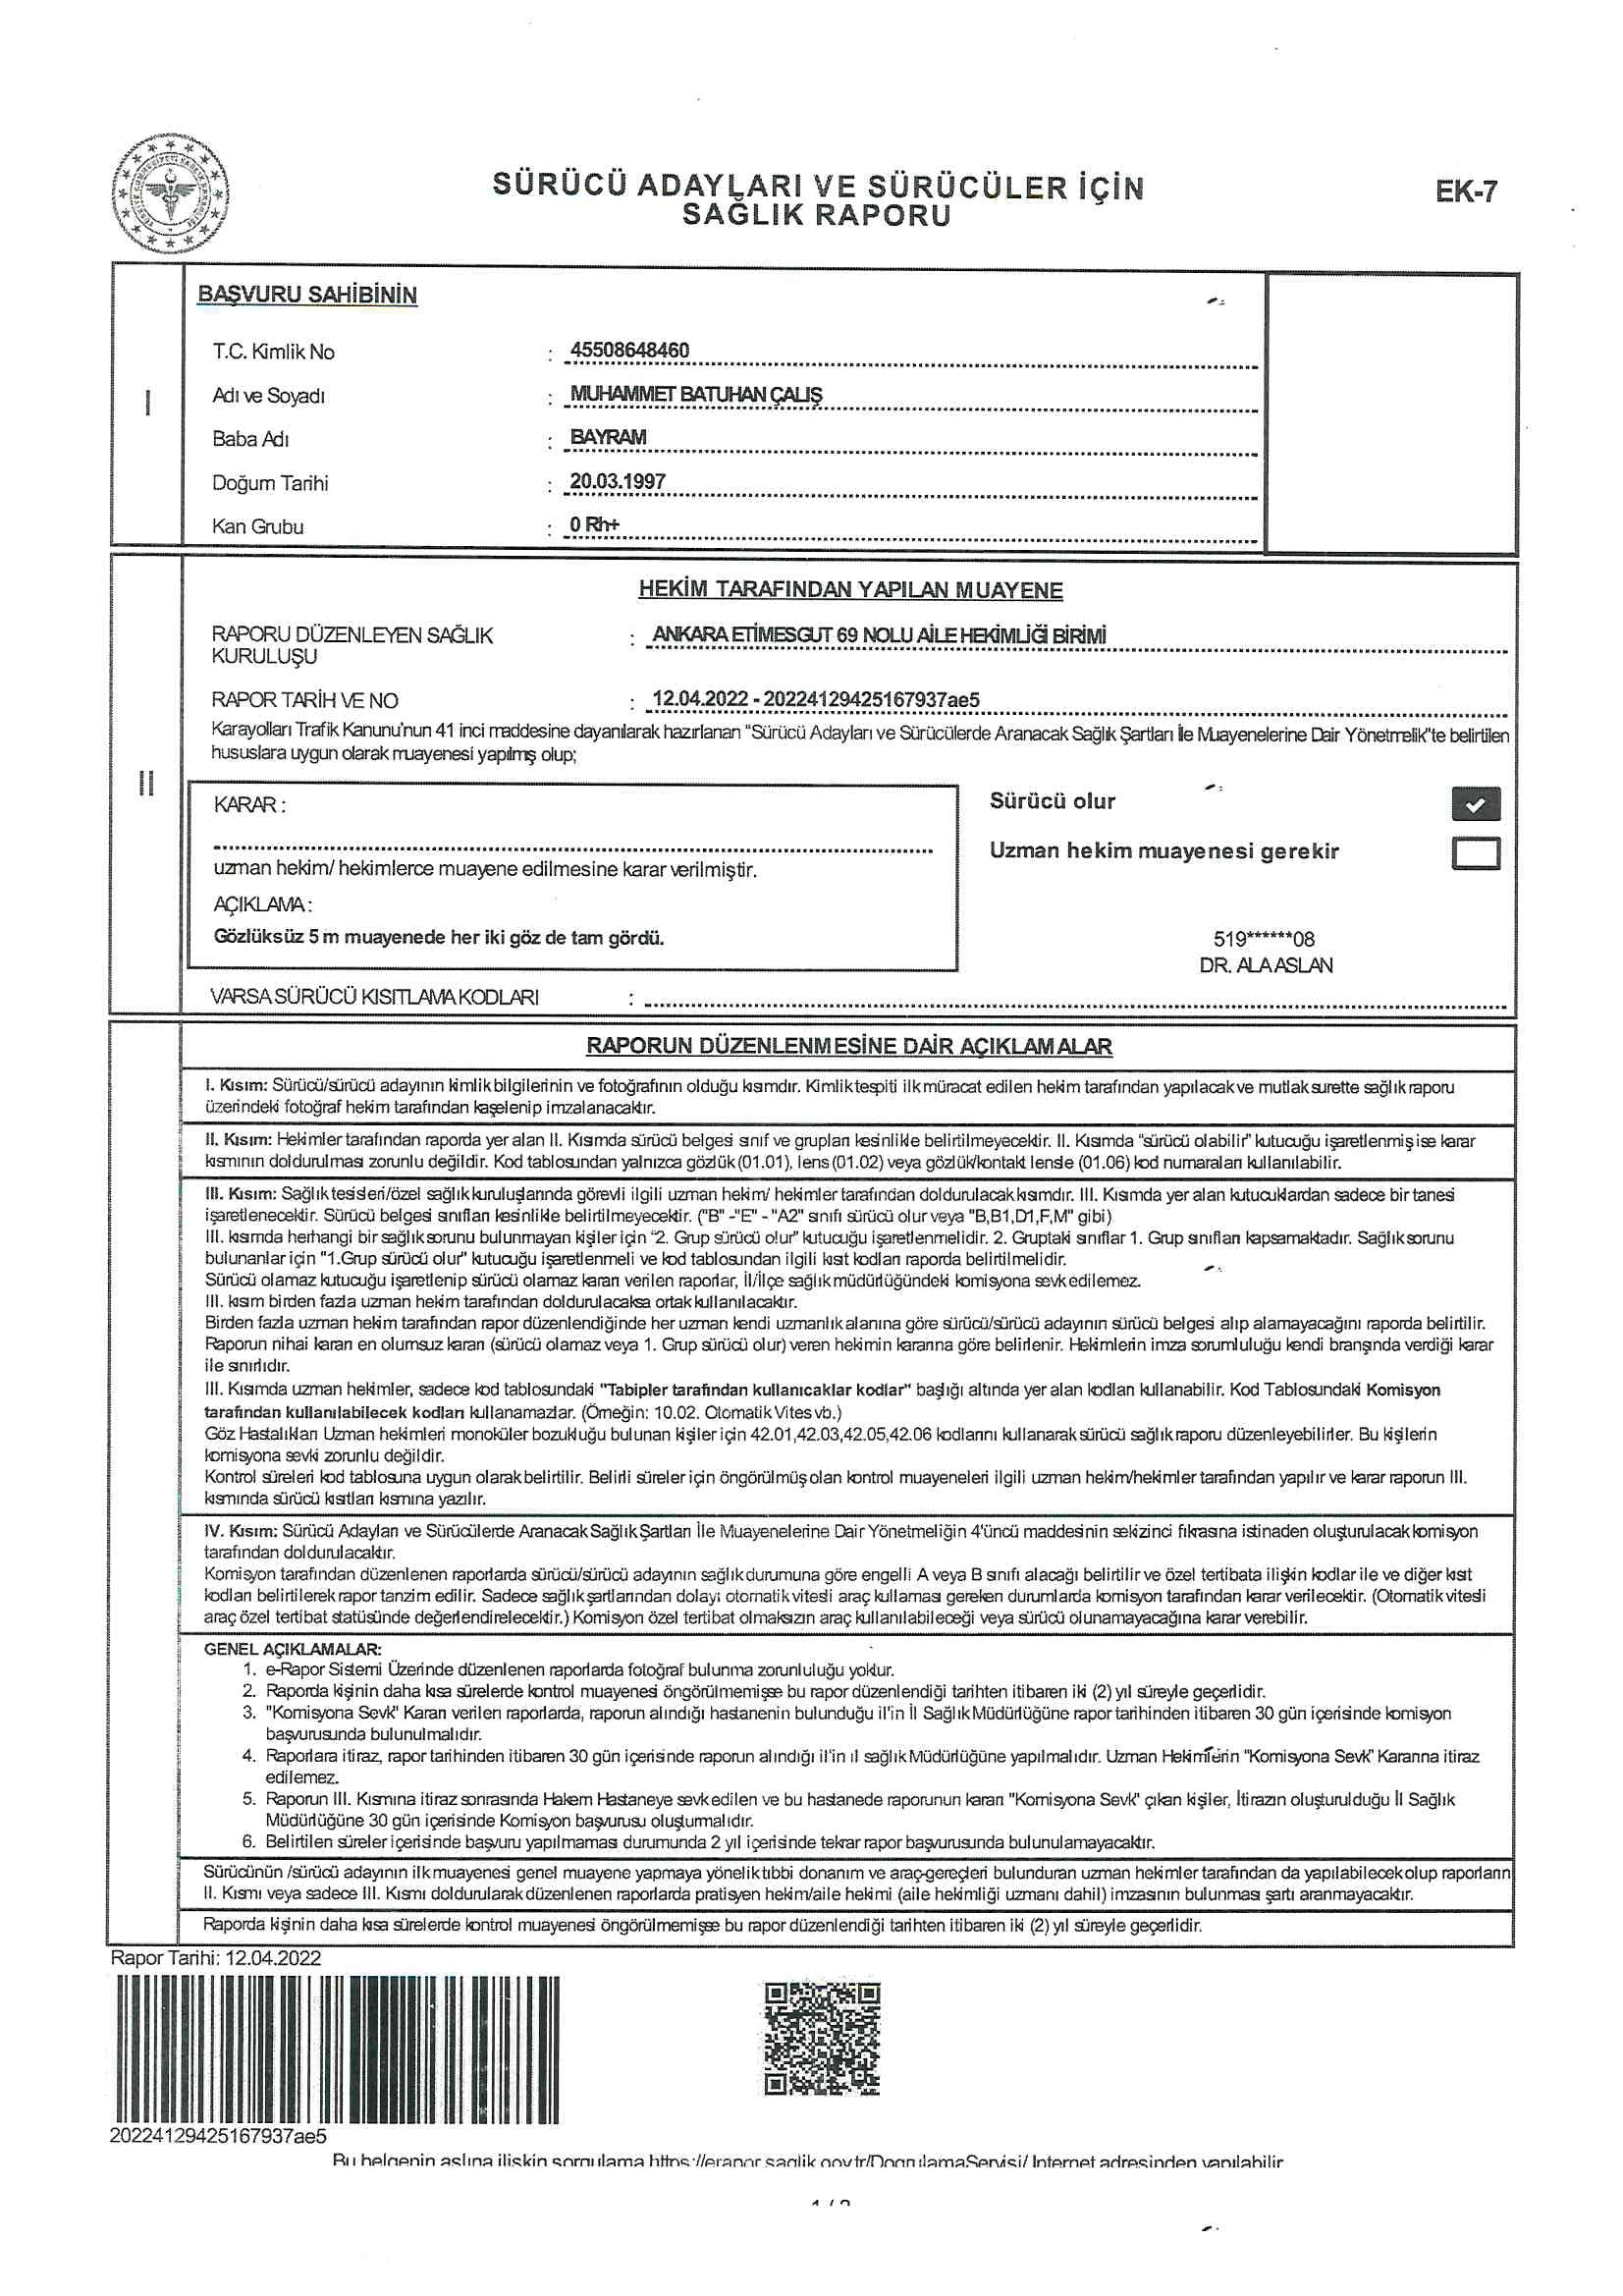 SÜRÜCÜ ADAYLARI VE SÜRÜCÜLER İÇİN
SAĞLIK RAPORU
EK-7
BAŞVURU SAHİBİNİN
T.C. Kimlik No : 45508648460
I
Adı ve Soyadı : MUHAMMET BATUHAN ÇALIŞ
Baba Adı : BAYRAM
Doğum Tarihi : 20.03.1997
Kan Grubu : 0 Rh+
HEKİM TARAFINDAN YAPILAN MUAYENE
RAPORU DÜZENLEYEN SAĞLIK : ANKARA ETİMESGUT 69 NOLU AİLE HEKİMLİĞİ BİRİMİ
KURULUŞU
RAPOR TARİH VE NO : 12.04.2022 - 20224129425167937ae5
Karayolları Trafik Kanunu'nun 41 inci maddesine dayanılarak hazırlanan "Sürücü Adayları ve Sürücülerde Aranacak Sağlık Şartları İle Muayenelerine Dair Yönetmelik"te belirtilen
hususlara uygun olarak muayenesi yapılmış olup;
II
KARAR :
Sürücü olur
uzman hekim/ hekimlerce muayene edilmesine karar verilmiştir.
Uzman hekim muayenesi gerekir
AÇIKLAMA :
Gözlüksüz 5 m muayenede her iki göz de tam gördü.
519******08
DR. ALA ASLAN
VARSA SÜRÜCÜ KISITLAMA KODLARI :
RAPORUN DÜZENLENMESİNE DAİR AÇIKLAMALAR
I. Kısım: Sürücü/sürücü adayının kimlik bilgilerinin ve fotoğrafının olduğu kısımdır. Kimlik tespiti ilk müracat edilen hekim tarafından yapılacak ve mutlak surette sağlık raporu
üzerindeki fotoğraf hekim tarafından kaşelenip imzalanacaktır.
II. Kısım: Hekimler tarafından raporda yer alan II. Kısımda sürücü belgesi sınıf ve grupları kesinlikle belirtilmeyecektir. II. Kısımda "sürücü olabilir" kutucuğu işaretlenmiş ise karar
kısmının doldurulması zorunlu değildir. Kod tablosundan yalnızca gözlük (01.01), lens (01.02) veya gözlük/kontakt lensle (01.06) kod numaraları kullanılabilir.
III. Kısım: Sağlık tesisleri/özel sağlık kuruluşlarında görevli ilgili uzman hekim/ hekimler tarafından doldurulacak kısımdır. III. Kısımda yer alan kutucuklardan sadece bir tanesi
işaretlenecektir. Sürücü belgesi sınıfları kesinlikle belirtilmeyecektir. ("B" -"E" - "A2" sınıfı sürücü olur veya "B,B1,D1,F,M" gibi)
III. kısımda herhangi bir sağlık sorunu bulunmayan kişiler için "2. Grup sürücü olur" kutucuğu işaretlenmelidir. 2. Gruptaki sınıflar 1. Grup sınıfları kapsamaktadır. Sağlık sorunu
bulunanlar için "1.Grup sürücü olur" kutucuğu işaretlenmeli ve kod tablosundan ilgili kısıt kodları raporda belirtilmelidir.
Sürücü olamaz kutucuğu işaretlenip sürücü olamaz kararı verilen raporlar, İl/İlçe sağlık müdürlüğündeki komisyona sevk edilemez.
III. kısım birden fazla uzman hekim tarafından doldurulacaksa ortak kullanılacaktır.
Birden fazla uzman hekim tarafından rapor düzenlendiğinde her uzman kendi uzmanlık alanına göre sürücü/sürücü adayının sürücü belgesi alıp alamayacağını raporda belirtilir.
Raporun nihai kararı en olumsuz kararı (sürücü olamaz veya 1. Grup sürücü olur) veren hekimin kararına göre belirlenir. Hekimlerin imza sorumluluğu kendi branşında verdiği karar
ile sınırlıdır.
III. Kısımda uzman hekimler, sadece kod tablosundaki "Tabipler tarafından kullanıcaklar kodlar" başlığı altında yer alan kodları kullanabilir. Kod Tablosundaki Komisyon
tarafından kullanılabilecek kodları kullanamazlar. (Örneğin: 10.02. Otomatik Vites vb.)
Göz Hastalıkları Uzman hekimleri monoküler bozukluğu bulunan kişiler için 42.01,42.03,42.05,42.06 kodlarını kullanarak sürücü sağlık raporu düzenleyebilirler. Bu kişilerin
komisyona sevki zorunlu değildir.
Kontrol süreleri kod tablosuna uygun olarak belirtilir. Belirli süreler için öngörülmüş olan kontrol muayeneleri ilgili uzman hekim/hekimler tarafından yapılır ve karar raporun III.
kısmında sürücü kısıtları kısmına yazılır.
IV. Kısım: Sürücü Adayları ve Sürücülerde Aranacak Sağlık Şartları İle Muayenelerine Dair Yönetmeliğin 4'üncü maddesinin sekizinci fıkrasına istinaden oluşturulacak komisyon
tarafından doldurulacaktır.
Komisyon tarafından düzenlenen raporlarda sürücü/sürücü adayının sağlık durumuna göre engelli A veya B sınıfı alacağı belirtilir ve özel tertibata ilişkin kodlar ile ve diğer kısıt
kodları belirtilerek rapor tanzim edilir. Sadece sağlık şartlarından dolayı otomatik vitesli araç kullaması gereken durumlarda komisyon tarafından karar verilecektir. (Otomatik vitesli
araç özel tertibat statüsünde değerlendirelecektir.) Komisyon özel tertibat olmaksızın araç kullanılabileceği veya sürücü olunamayacağına karar verebilir.
GENEL AÇIKLAMALAR:
1. e-Rapor Sistemi Üzerinde düzenlenen raporlarda fotoğraf bulunma zorunluluğu yoktur.
2. Raporda kişinin daha kısa sürelerde kontrol muayenesi öngörülmemişse bu rapor düzenlendiği tarihten itibaren iki (2) yıl süreyle geçerlidir.
3. "Komisyona Sevk" Kararı verilen raporlarda, raporun alındığı hastanenin bulunduğu il'in İl Sağlık Müdürlüğüne rapor tarihinden itibaren 30 gün içerisinde komisyon
başvurusunda bulunulmalıdır.
4. Raporlara itiraz, rapor tarihinden itibaren 30 gün içerisinde raporun alındığı il'in ıl sağlık Müdürlüğüne yapılmalıdır. Uzman Hekimlerin "Komisyona Sevk" Kararına itiraz
edilemez.
5. Raporun III. Kısmına itiraz sonrasında Hakem Hastaneye sevk edilen ve bu hastanede raporunun kararı "Komisyona Sevk" çıkan kişiler, İtirazın oluşturulduğu İl Sağlık
Müdürlüğüne 30 gün içerisinde Komisyon başvurusu oluşturmalıdır.
6. Belirtilen süreler içerisinde başvuru yapılmaması durumunda 2 yıl içerisinde tekrar rapor başvurusunda bulunulamayacaktır.
Sürücünün /sürücü adayının ilk muayenesi genel muayene yapmaya yönelik tıbbi donanım ve araç-gereçleri bulunduran uzman hekimler tarafından da yapılabilecek olup raporların
II. Kısmı veya sadece III. Kısmı doldurularak düzenlenen raporlarda pratisyen hekim/aile hekimi (aile hekimliği uzmanı dahil) imzasının bulunması şartı aranmayacaktır.
Raporda kişinin daha kısa sürelerde kontrol muayenesi öngörülmemişse bu rapor düzenlendiği tarihten itibaren iki (2) yıl süreyle geçerlidir.
Rapor Tarihi: 12.04.2022
20224129425167937ae5
Bu belgenin aslına ilişkin sorgulama https://erapor.saglik.gov.tr/DogrulamaServisi/ Internet adresinden yapılabilir